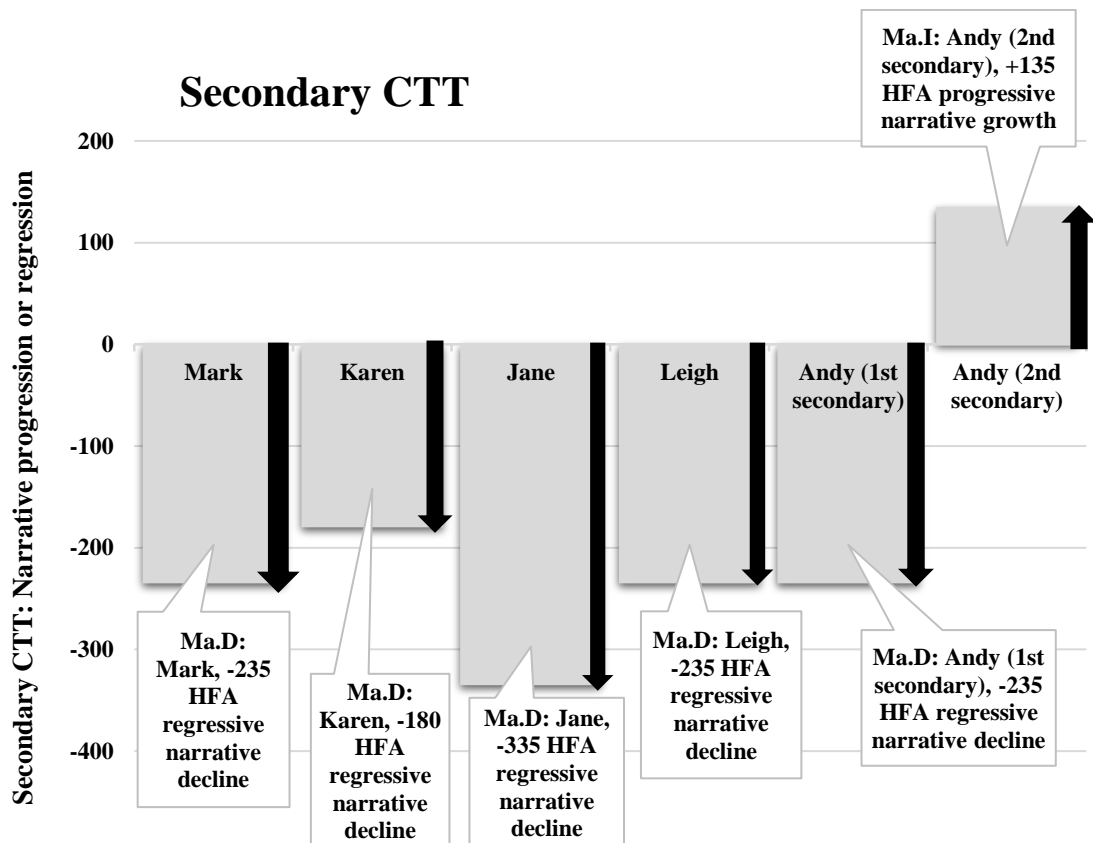 Ma.I: Andy (2nd
secondary), +135
HFA progressive
narrative growth
Secondary CTT
Secondary CTT: Narrative progression or regression
200
100
0
-100
-200
-300
-400
Mark
Karen
Jane
Leigh
Andy (1st
secondary)
Andy (2nd
secondary)
Ma.D:
Mark, -235
HFA
regressive
narrative
decline
Ma.D:
Karen, -180
HFA
regressive
narrative
decline
Ma.D: Jane,
-335 HFA
regressive
narrative
decline
Ma.D: Leigh,
-235 HFA
regressive
narrative
decline
Ma.D: Andy (1st
secondary), -235
HFA regressive
narrative decline